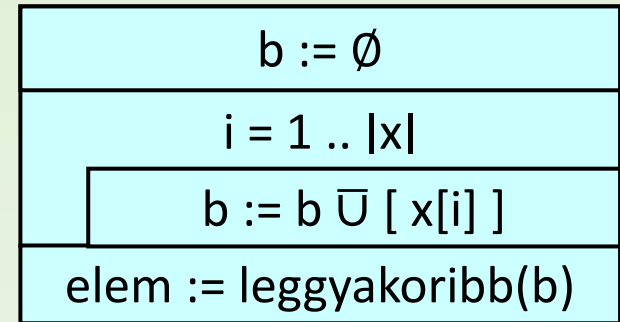 b := ∅
i = 1 .. |x|
b := b U̅ [ x[i] ]
elem := leggyakoribb(b)